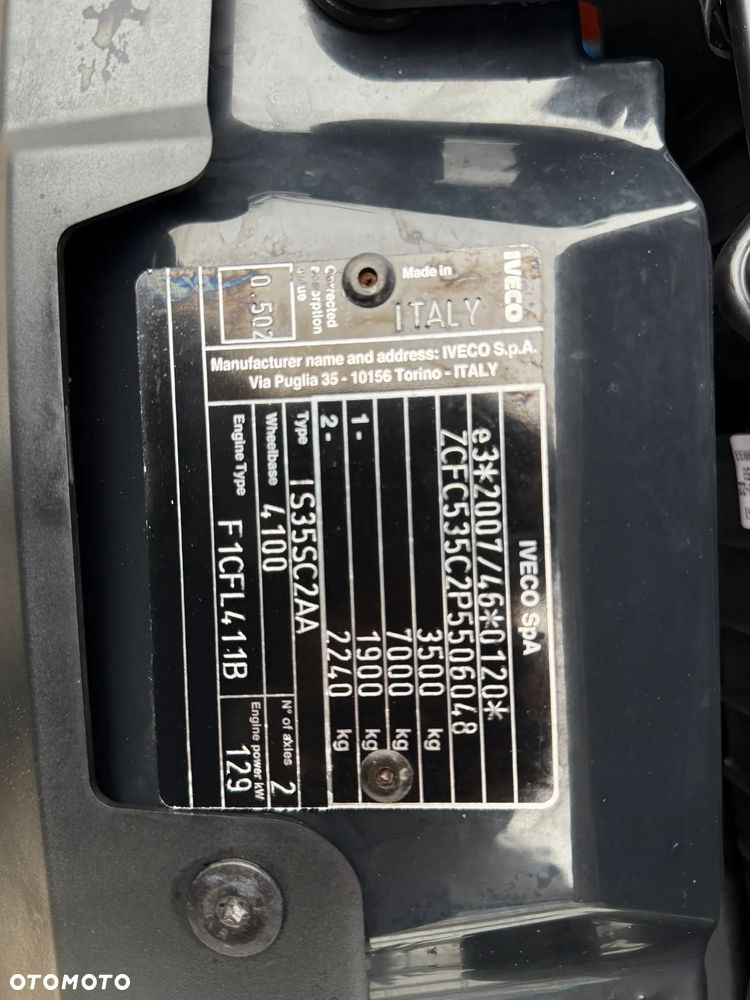 IVECO SpA
e3*2007/46*0120*
ZCFC535C2P5506048
3500 kg
7000 kg
1- 1900 kg
2- 2240 kg
Type IS35SC2AA
Wheelbase 4100 N° of axles 2
Engine Type F1CFL411B Engine power kW 129
Manufacturer name and address: IVECO S.p.A.
Via Puglia 35 - 10156 Torino - ITALY
IVECO
Made in
ITALY
Corrected
absorption
value
0.502
OTOMOTO